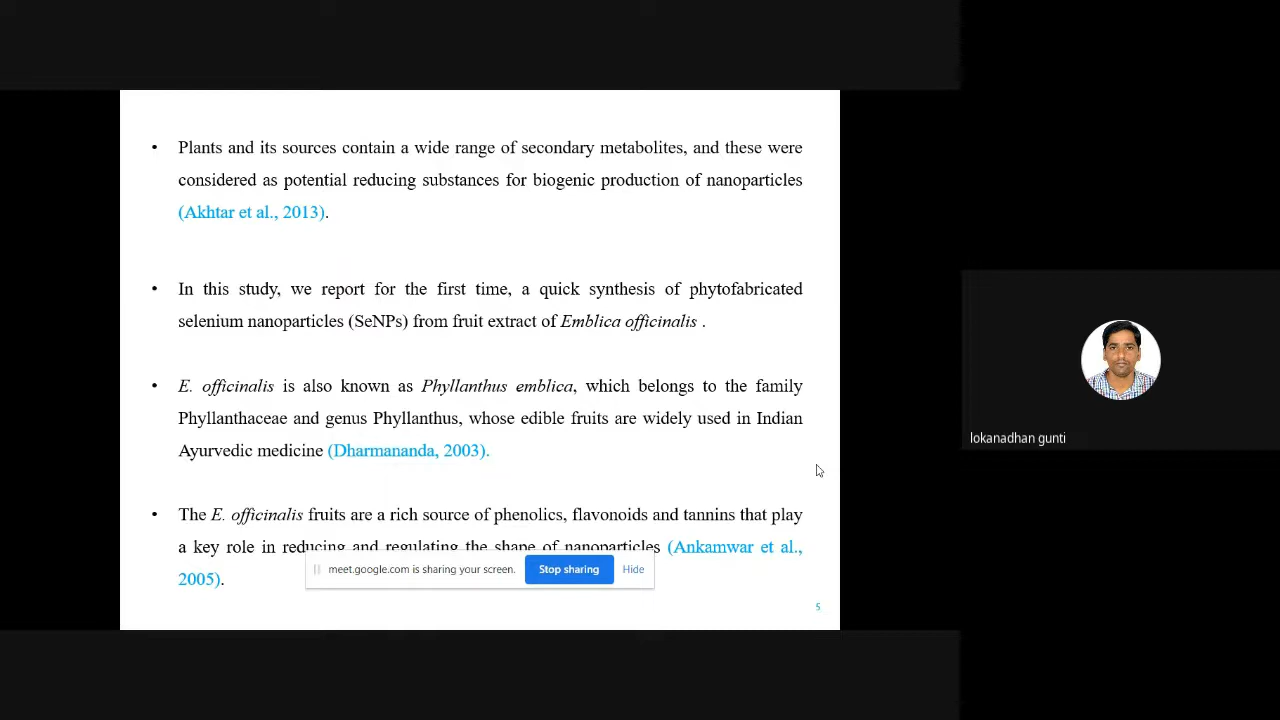 • Plants and its sources contain a wide range of secondary metabolites, and these were
considered as potential reducing substances for biogenic production of nanoparticles
(Akhtar et al., 2013).
• In this study, we report for the first time, a quick synthesis of phytofabricated
selenium nanoparticles (SeNPs) from fruit extract of Emblica officinalis .
• E. officinalis is also known as Phyllanthus emblica, which belongs to the family
Phyllanthaceae and genus Phyllanthus, whose edible fruits are widely used in Indian
Ayurvedic medicine (Dharmananda, 2003).
• The E. officinalis fruits are a rich source of phenolics, flavonoids and tannins that play
a key role in reducing and regulating the shape of nanoparticles (Ankamwar et al.,
2005).
meet.google.com is sharing your screen. Stop sharing Hide
5
lokanadhan gunti